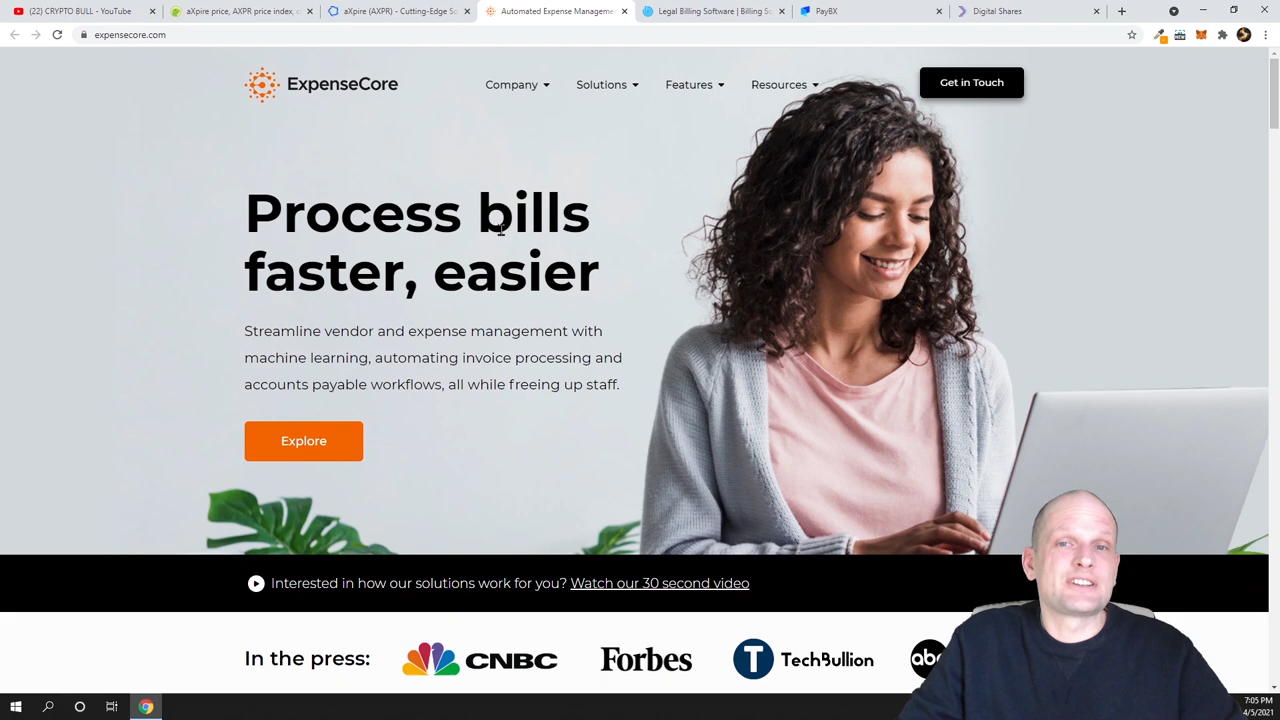 (22) CRYPTO BULL - YouTube
aXpire price, AXPR price index, c
aXpire (AXPR) - Cutting-Edge So
Automated Expense Manageme
Legal Billing Software | Billing So
PayBX
Digital Shares
expensecore.com
ExpenseCore
Company
Solutions
Features
Resources
Get in Touch
Process bills
faster, easier
Streamline vendor and expense management with
machine learning, automating invoice processing and
accounts payable workflows, all while freeing up staff.
Explore
Interested in how our solutions work for you? Watch our 30 second video
In the press:
CNBC
Forbes
T TechBullion
abc
7:05 PM
4/5/2021